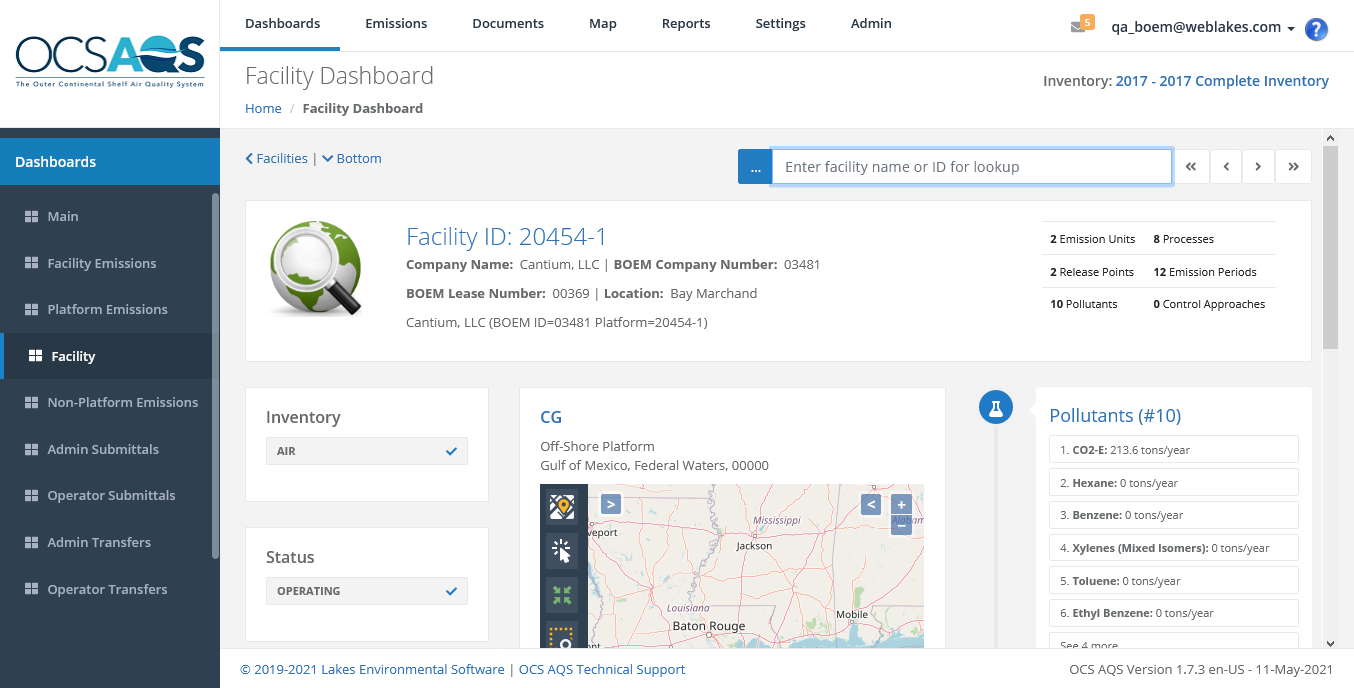 OCSAQS
The Outer Continental Shelf Air Quality System
Dashboards Emissions Documents Map Reports Settings Admin
5 qa_boem@weblakes.com ?
Facility Dashboard
Inventory: 2017 - 2017 Complete Inventory
Home / Facility Dashboard
Dashboards
Main
Facility Emissions
Platform Emissions
Facility
Non-Platform Emissions
Admin Submittals
Operator Submittals
Admin Transfers
Operator Transfers
Facilities | Bottom
... Enter facility name or ID for lookup « ‹ › »
Facility ID: 20454-1
Company Name: Cantium, LLC | BOEM Company Number: 03481
BOEM Lease Number: 00369 | Location: Bay Marchand
Cantium, LLC (BOEM ID=03481 Platform=20454-1)
2 Emission Units 8 Processes
2 Release Points 12 Emission Periods
10 Pollutants 0 Control Approaches
Inventory
AIR
Status
OPERATING
CG
Off-Shore Platform
Gulf of Mexico, Federal Waters, 00000
> < +
−
Mississippi
Alabama
veport
Jackson
Louisiana
Mobile
Baton Rouge
Pollutants (#10)
1. CO2-E: 213.6 tons/year
2. Hexane: 0 tons/year
3. Benzene: 0 tons/year
4. Xylenes (Mixed Isomers): 0 tons/year
5. Toluene: 0 tons/year
6. Ethyl Benzene: 0 tons/year
See 4 more
© 2019-2021 Lakes Environmental Software | OCS AQS Technical Support
OCS AQS Version 1.7.3 en-US - 11-May-2021